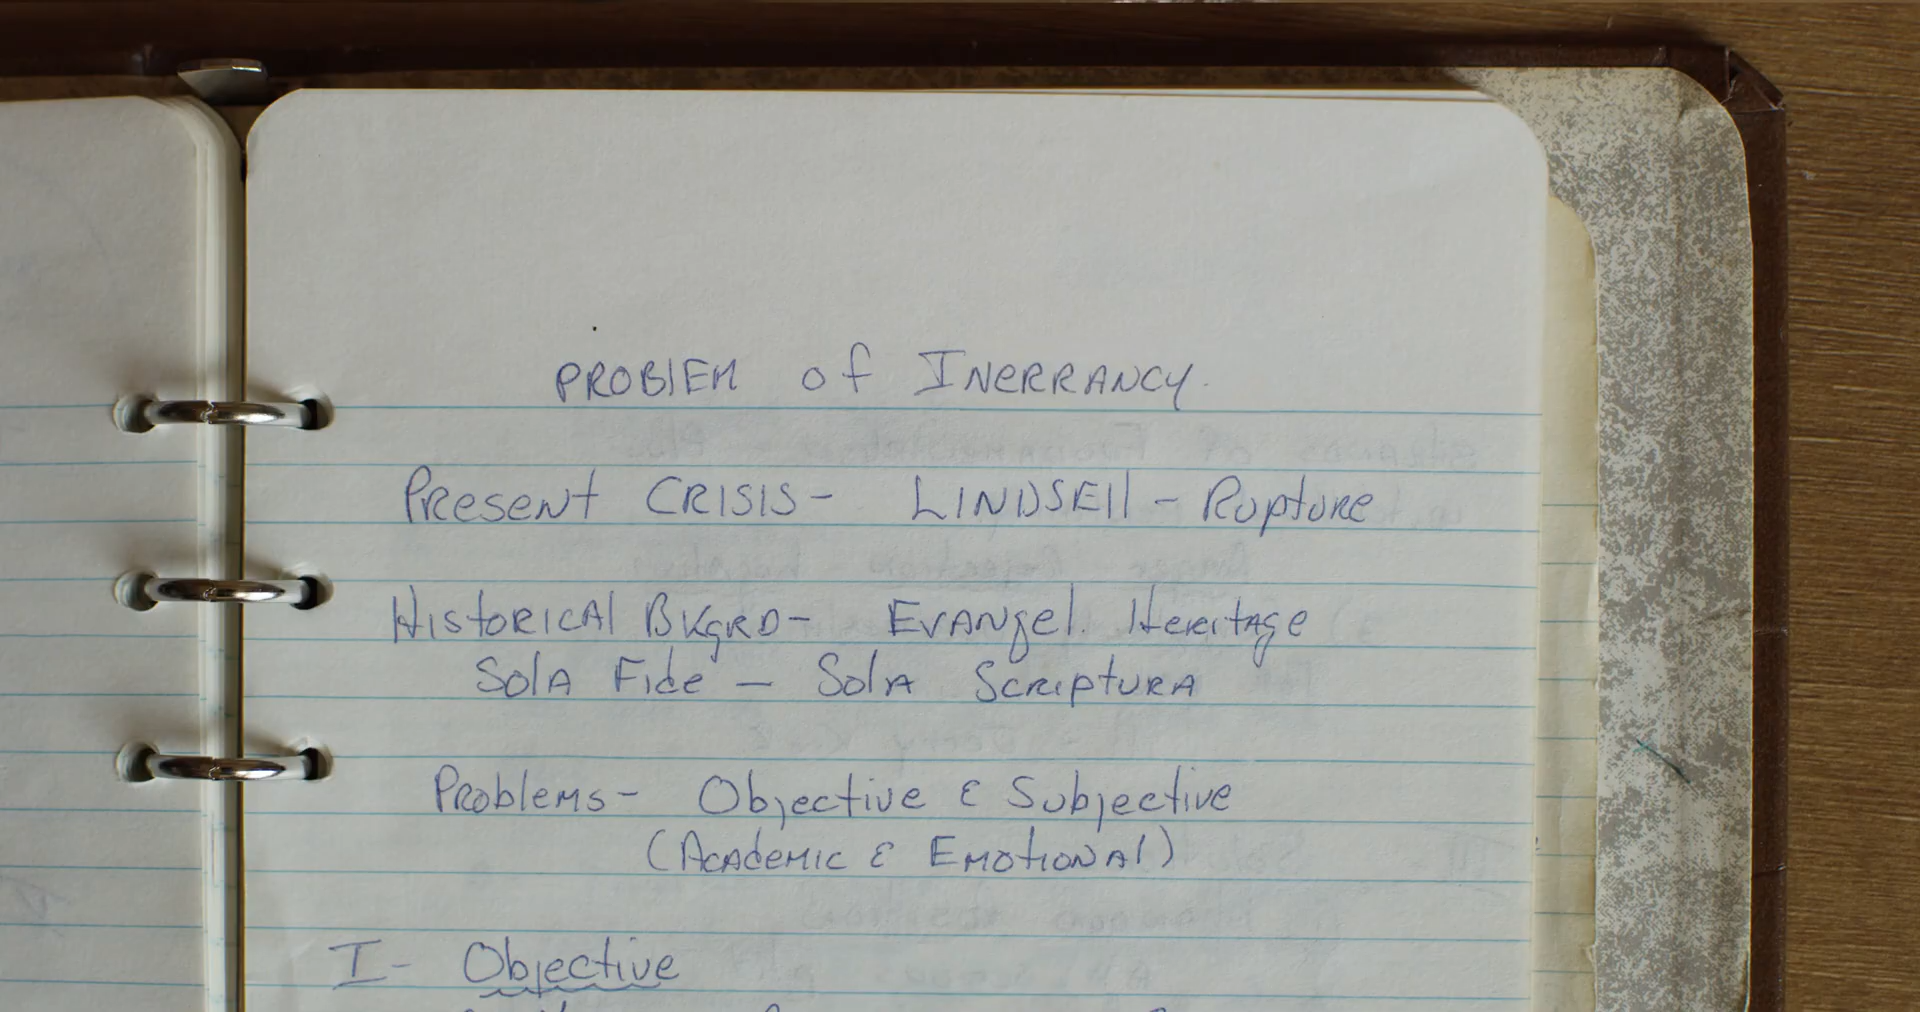 PROBLEM of INERRANCY.
Present CRISIS - LINDSEll - Rupture
HISTORICAl BKGRD - EVANgel. HeRITAge
SolA Fide - SolA ScRIPTURA
PRoblems - Objective & Subjective
(AcAdemic & EmotionAl)
I - Objective